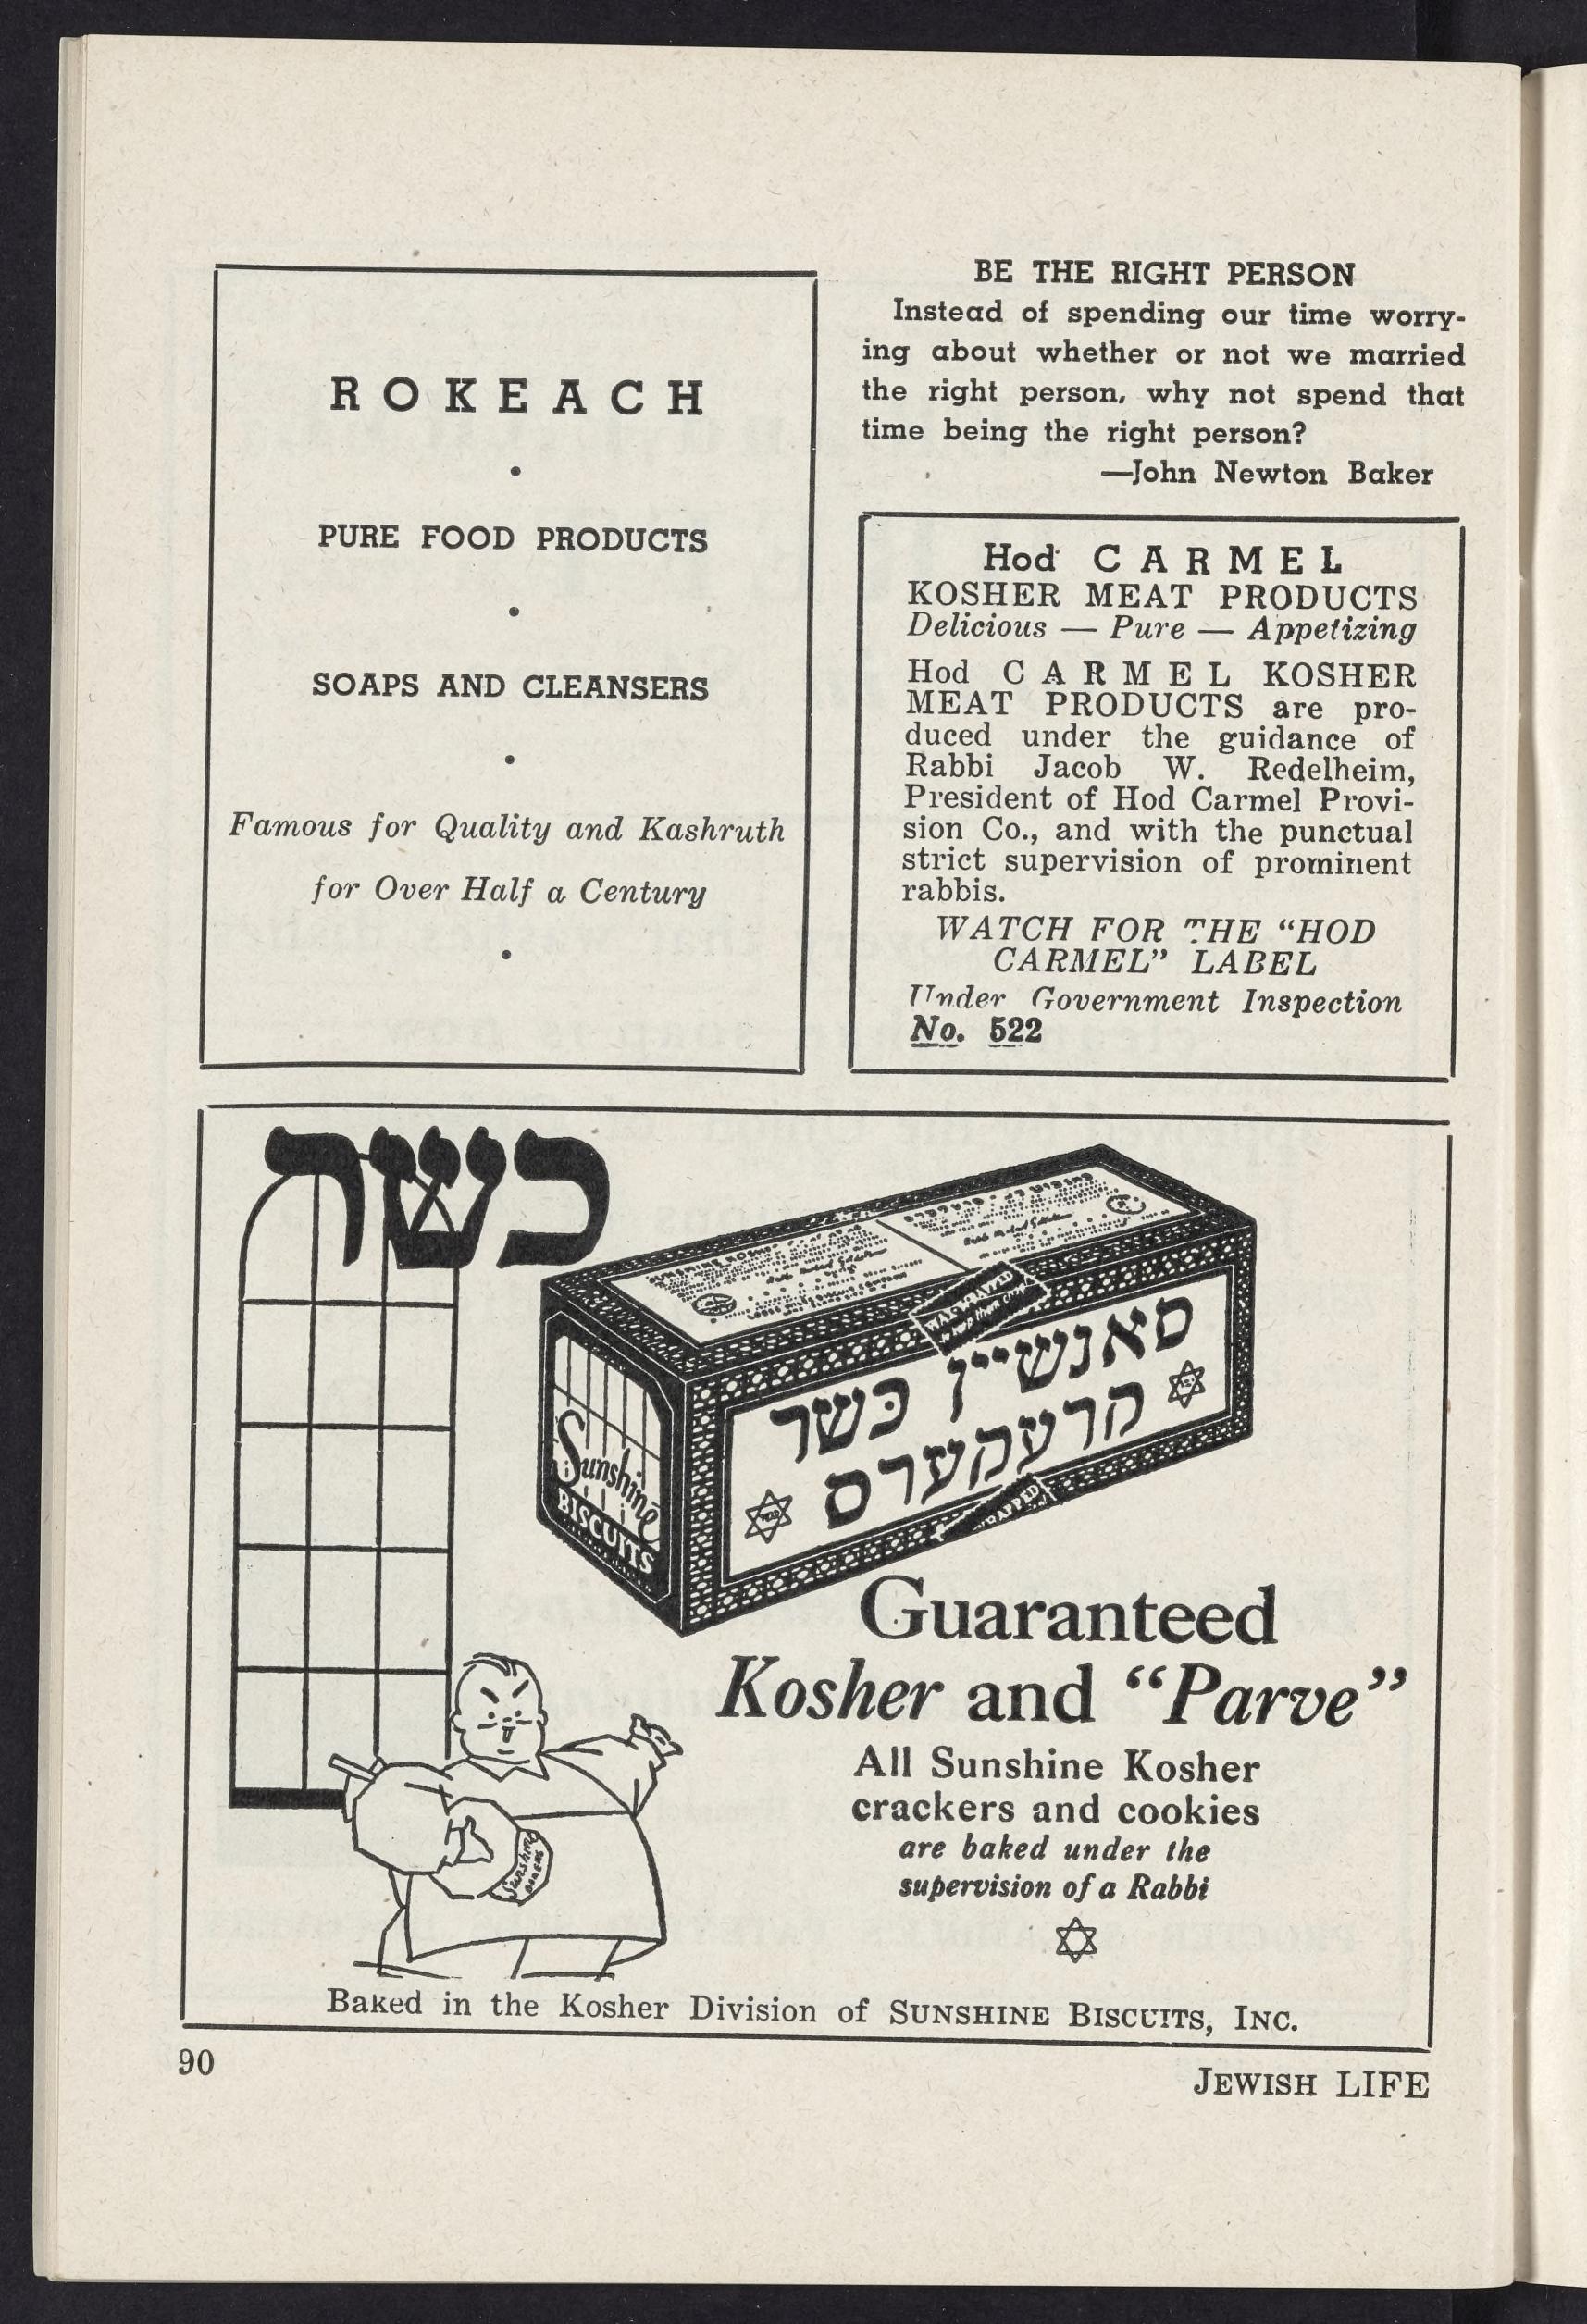 ROKEACH
•
PURE FOOD PRODUCTS
•
SOAPS AND CLEANSERS
•
Famous for Quality and Kashruth
for Over Half a Century
•
BE THE RIGHT PERSON
Instead of spending our time worry-
ing about whether or not we married
the right person, why not spend that
time being the right person?
—John Newton Baker
Hod CARMEL
KOSHER MEAT PRODUCTS
Delicious — Pure — Appetizing
Hod CARMEL KOSHER
MEAT PRODUCTS are pro-
duced under the guidance of
Rabbi Jacob W. Redelheim,
President of Hod Carmel Provi-
sion Co., and with the punctual
strict supervision of prominent
rabbis.
WATCH FOR THE “HOD
CARMEL” LABEL
Under Government Inspection
No. 522
כשר
סאנשיין כשר
קרעקערס
Sunshine
BISCUITS
Guaranteed
Kosher and “Parve”
All Sunshine Kosher
crackers and cookies
are baked under the
supervision of a Rabbi
Sunshine
Baked in the Kosher Division of SUNSHINE BISCUITS, INC.
90
JEWISH LIFE